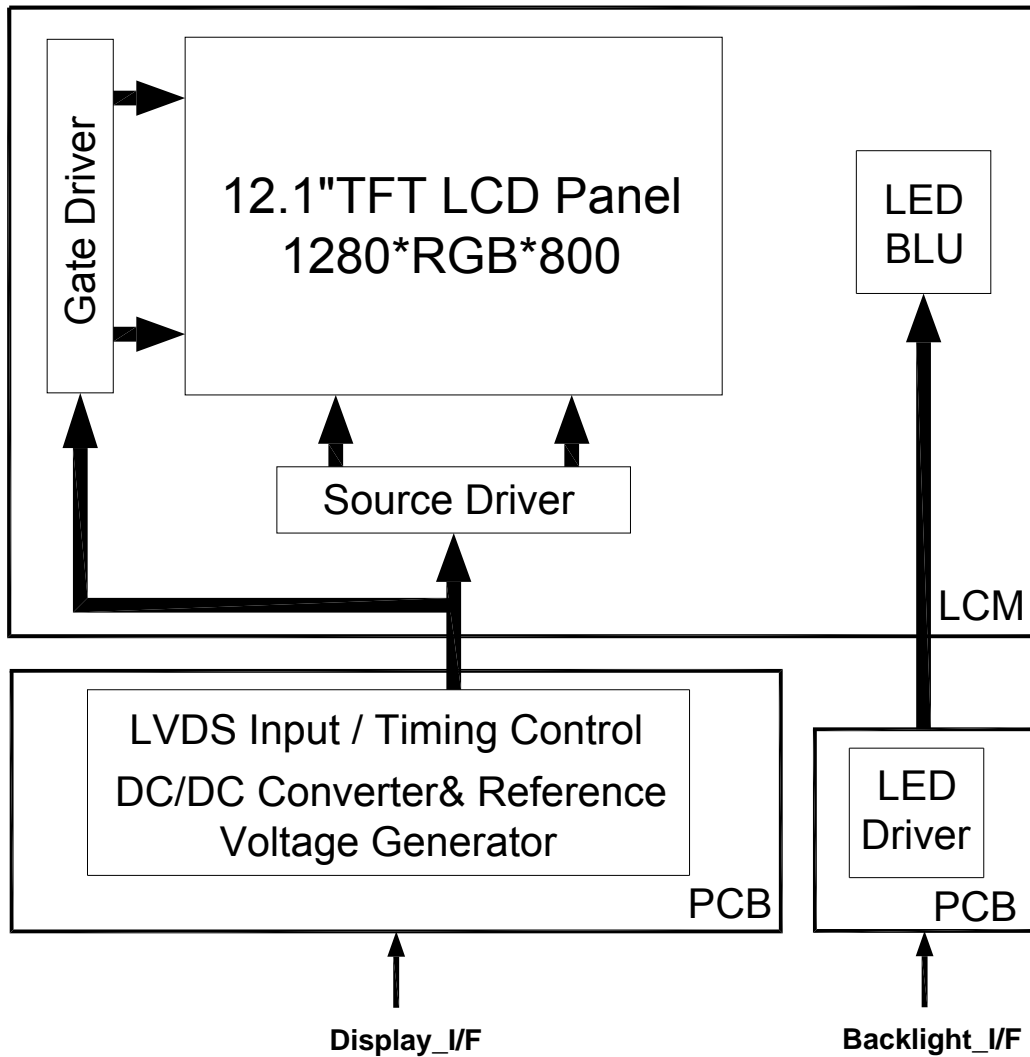 Gate Driver
12.1"TFT LCD Panel
1280*RGB*800
LED
BLU
Source Driver
LCM
LVDS Input / Timing Control
DC/DC Converter& Reference
Voltage Generator
PCB
LED
Driver
PCB
Display_I/F
Backlight_I/F